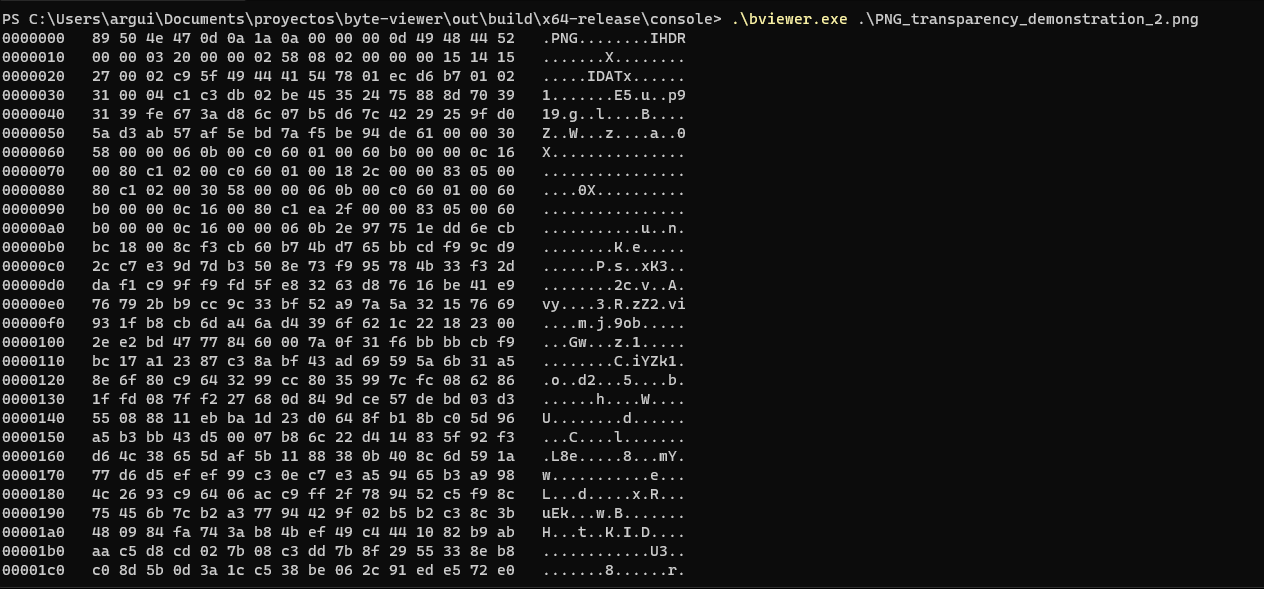 PS C:\Users\argui\Documents\proyectos\byte-viewer\out\build\x64-release\console> .\bviewer.exe .\PNG_transparency_demonstration_2.png
0000000   89 50 4e 47 0d 0a 1a 0a 00 00 00 0d 49 48 44 52   .PNG........IHDR
0000010   00 00 03 20 00 00 02 58 08 02 00 00 00 15 14 15   .......X........
0000020   27 00 02 c9 5f 49 44 41 54 78 01 ec d6 b7 01 02   .....IDATx......
0000030   31 00 04 c1 c3 db 02 be 45 35 24 75 88 8d 70 39   1.......E5.u..p9
0000040   31 39 fe 67 3a d8 6c 07 b5 d6 7c 42 29 25 9f d0   19.g..l....B....
0000050   5a d3 ab 57 af 5e bd 7a f5 be 94 de 61 00 00 30   Z..W...z....a..0
0000060   58 00 00 06 0b 00 c0 60 01 00 60 b0 00 00 0c 16   X...............
0000070   00 80 c1 02 00 c0 60 01 00 18 2c 00 00 83 05 00   ................
0000080   80 c1 02 00 30 58 00 00 06 0b 00 c0 60 01 00 60   ....0X..........
0000090   b0 00 00 0c 16 00 80 c1 ea 2f 00 00 83 05 00 60   ................
00000a0   b0 00 00 0c 16 00 00 06 0b 2e 97 75 1e dd 6e cb   ...........u..n.
00000b0   bc 18 00 8c f3 cb 60 b7 4b d7 65 bb cd f9 9c d9   ........K.e.....
00000c0   2c c7 e3 9d 7d b3 50 8e 73 f9 95 78 4b 33 f3 2d   ......P.s..xk3..
00000d0   da f1 c9 9f f9 fd 5f e8 32 63 d8 76 16 be 41 e9   ........2c.v..A.
00000e0   76 79 2b b9 cc 9c 33 bf 52 a9 7a 5a 32 15 76 69   vy....3.R.zZ2.vi
00000f0   93 1f b8 cb 6d a4 6a d4 39 6f 62 1c 22 18 23 00   ....m.j.9ob.....
0000100   2e e2 bd 47 77 84 60 00 7a 0f 31 f6 bb bb cb f9   ...Gw...z.1.....
0000110   bc 17 a1 23 87 c3 8a bf 43 ad 69 59 5a 6b 31 a5   ........C.iYZk1.
0000120   8e 6f 80 c9 64 32 99 cc 80 35 99 7c fc 08 62 86   .o..d2...5....b.
0000130   1f fd 08 7f f2 27 68 0d 84 9d ce 57 de bd 03 d3   ......h....W....
0000140   55 08 88 11 eb ba 1d 23 d0 64 8f b1 8b c0 5d 96   U........d......
0000150   a5 b3 bb 43 d5 00 07 b8 6c 22 d4 14 83 5f 92 f3   ...C....l.......
0000160   d6 4c 38 65 5d af 5b 11 88 38 0b 40 8c 6d 59 1a   .L8e.....8...mY.
0000170   77 d6 d5 ef ef 99 c3 0e c7 e3 a5 94 65 b3 a9 98   w...........e...
0000180   4c 26 93 c9 64 06 ac c9 ff 2f 78 94 52 c5 f9 8c   L...d.....x.R...
0000190   75 45 6b 7c b2 a3 77 94 42 9f 02 b5 b2 c3 8c 3b   uEk...w.B.......
00001a0   48 09 84 fa 74 3a b8 4b ef 49 c4 44 10 82 b9 ab   H...t..K.I.D....
00001b0   aa c5 d8 cd 02 7b 08 c3 dd 7b 8f 29 55 33 8e b8   ............U3..
00001c0   c0 8d 5b 0d 3a 1c c5 38 be 06 2c 91 ed e5 72 e0   .......8......r.